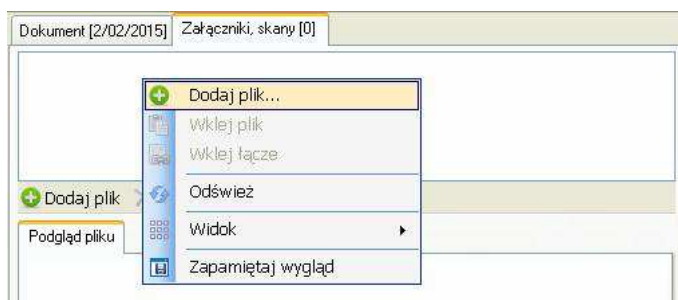 Dokument [2/02/2015] Załączniki, skany [0]
Dodaj plik...
Wklej plik
Wklej łącze
Dodaj plik
Odśwież
Podgląd pliku
Widok
Zapamiętaj wygląd